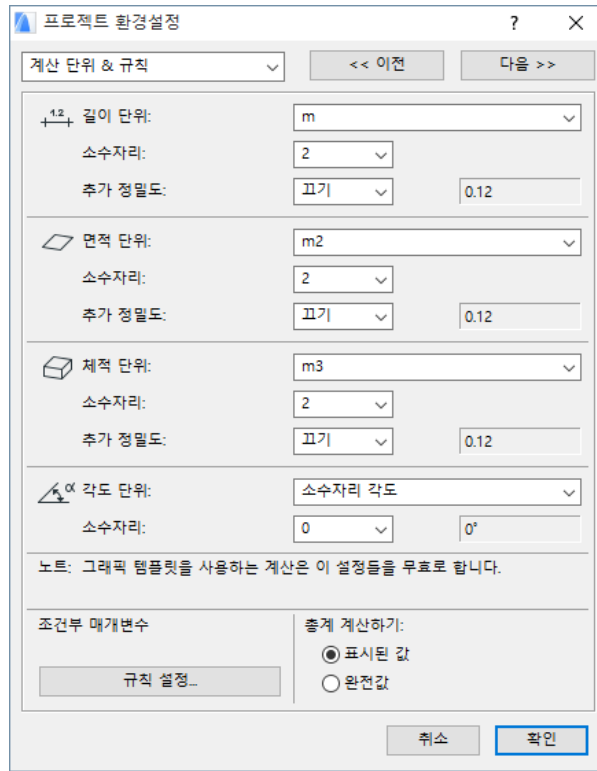 프로젝트 환경설정 ?
계산 단위 & 규칙 << 이전 다음 >>
1.2 길이 단위: m
소수자리: 2
추가 정밀도: 끄기 0.12
면적 단위: m2
소수자리: 2
추가 정밀도: 끄기 0.12
체적 단위: m3
소수자리: 2
추가 정밀도: 끄기 0.12
α 각도 단위: 소수자리 각도
소수자리: 0 0°
노트: 그래픽 템플릿을 사용하는 계산은 이 설정들을 무효로 합니다.
조건부 매개변수
규칙 설정...
총계 계산하기:
표시된 값
완전값
취소 확인